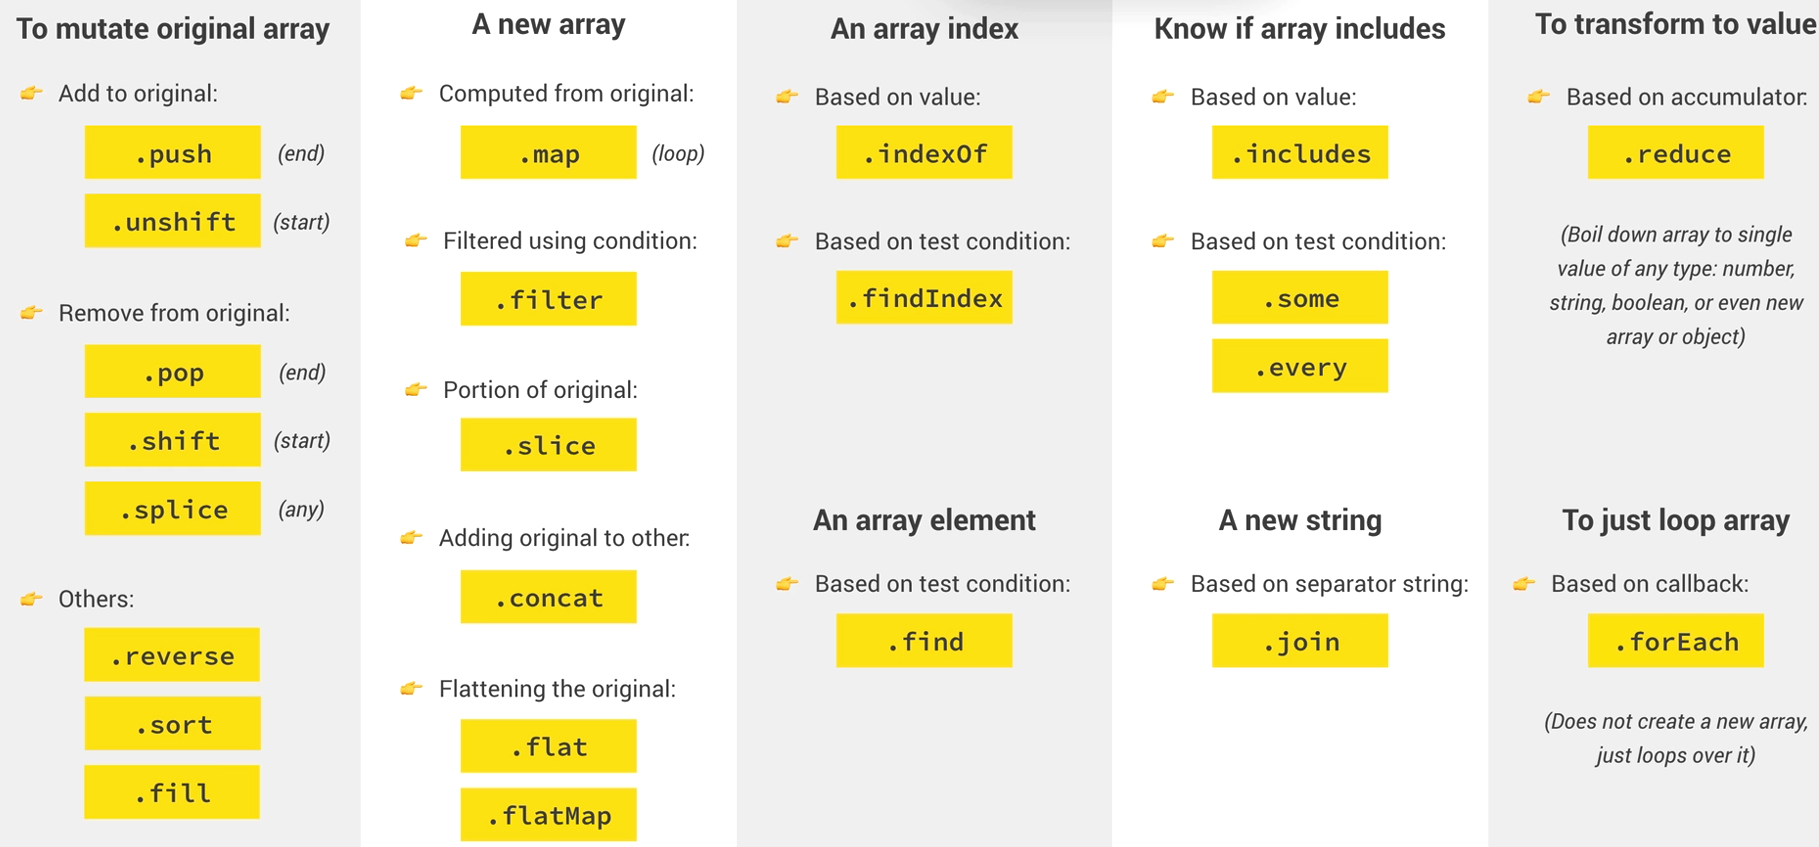 To mutate original array
Add to original:
.push (end)
.unshift (start)
Remove from original:
.pop (end)
.shift (start)
.splice (any)
Others:
.reverse
.sort
.fill
A new array
Computed from original:
.map (loop)
Filtered using condition:
.filter
Portion of original:
.slice
Adding original to other:
.concat
Flattening the original:
.flat
.flatMap
An array index
Based on value:
.indexOf
Based on test condition:
.findIndex
An array element
Based on test condition:
.find
Know if array includes
Based on value:
.includes
Based on test condition:
.some
.every
A new string
Based on separator string:
.join
To transform to value
Based on accumulator:
.reduce
(Boil down array to single
value of any type: number,
string, boolean, or even new
array or object)
To just loop array
Based on callback:
.forEach
(Does not create a new array,
just loops over it)